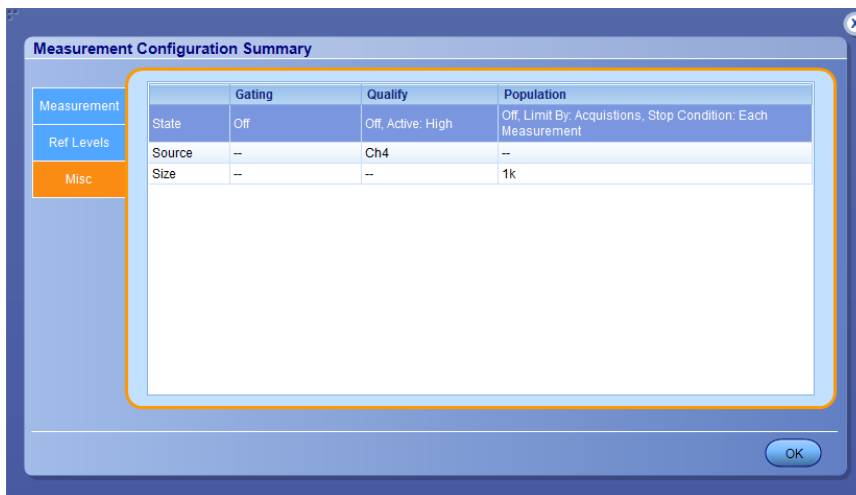 Measurement Configuration Summary
Measurement
Ref Levels
Misc
Gating Qualify Population
State Off Off, Active: High Off, Limit By: Acquistions, Stop Condition: Each
Measurement
Source -- Ch4 --
Size -- -- 1k
OK